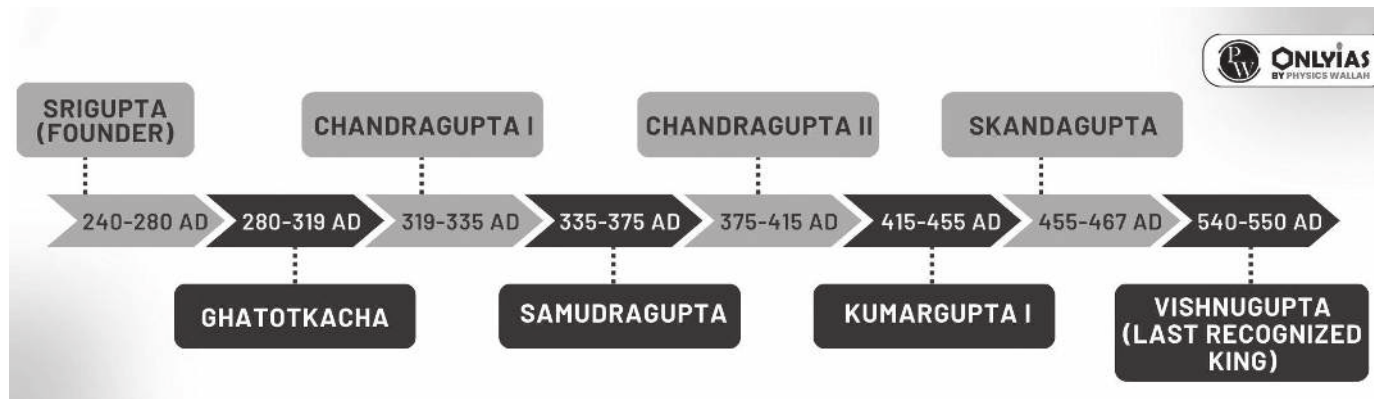 PW ONLYIAS
BY PHYSICS WALLAH
SRIGUPTA
(FOUNDER)
CHANDRAGUPTA I
CHANDRAGUPTA II
SKANDAGUPTA
240-280 AD
280-319 AD
319-335 AD
335-375 AD
375-415 AD
415-455 AD
455-467 AD
540-550 AD
GHATOTKACHA
SAMUDRAGUPTA
KUMARGUPTA I
VISHNUGUPTA
(LAST RECOGNIZED
KING)